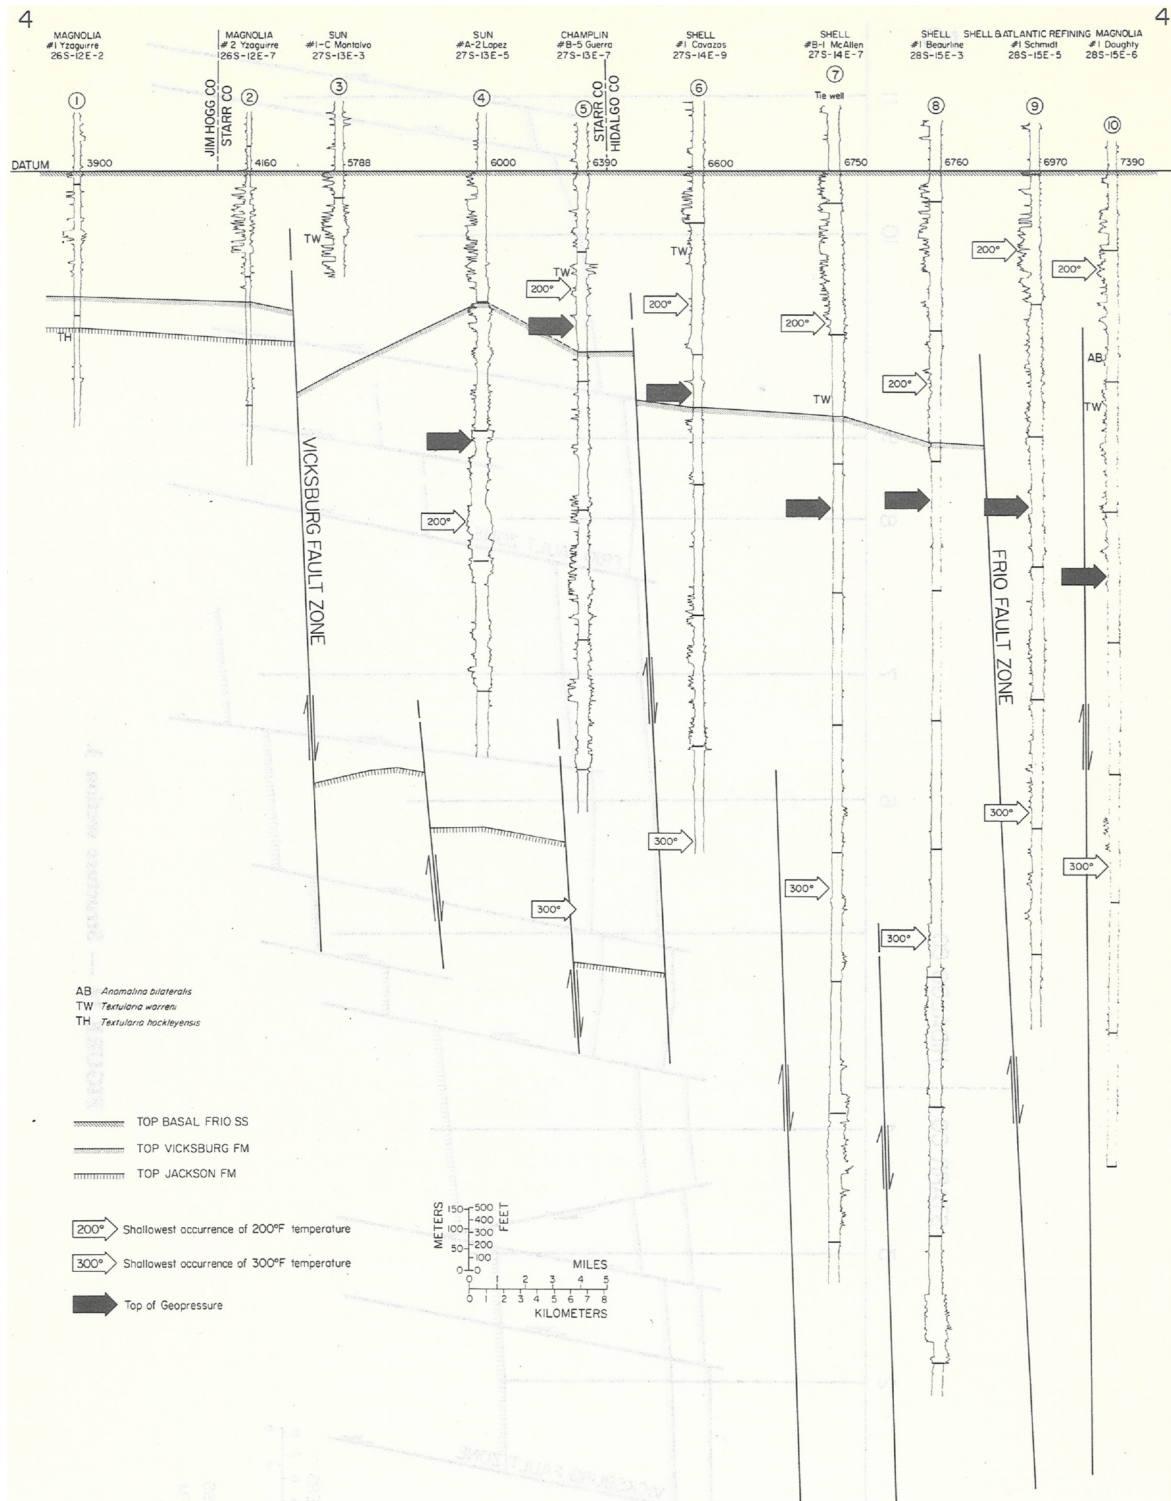 4
4
MAGNOLIA
#1 Yzaguirre
26S-12E-2
MAGNOLIA
#2 Yzaguirre
26S-12E-7
SUN
#1-C Montalvo
27S-13E-3
SUN
#A-2 Lopez
27S-13E-5
CHAMPLIN
#B-5 Guerra
27S-13E-7
SHELL
#1 Cavazos
27S-14E-9
SHELL
#B-1 McAllen
27S-14E-7
SHELL
#1 Beaurline
28S-15E-3
SHELL & ATLANTIC REFINING
#1 Schmidt
28S-15E-5
MAGNOLIA
#1 Doughty
28S-15E-6
1
2
3
4
5
6
7
Tie well
8
9
10
JIM HOGG CO
STARR CO
STARR CO
HIDALGO CO
DATUM
3900
4160
5788
6000
6390
6600
6750
6760
6970
7390
TW
TW
TW
200°
200°
200°
200°
200°
200°
TH
AB
TW
TW
200°
VICKSBURG FAULT ZONE
FRIO FAULT ZONE
300°
300°
300°
300°
300°
300°
AB Anomalina bilateralis
TW Textularia warreni
TH Textularia hockleyensis
TOP BASAL FRIO SS
TOP VICKSBURG FM
TOP JACKSON FM
200° Shallowest occurrence of 200°F temperature
300° Shallowest occurrence of 300°F temperature
Top of Geopressure
METERS
150
100
50
0
500
400
300
200
100
0
FEET
MILES
0 1 2 3 4 5
0 1 2 3 4 5 6 7 8
KILOMETERS